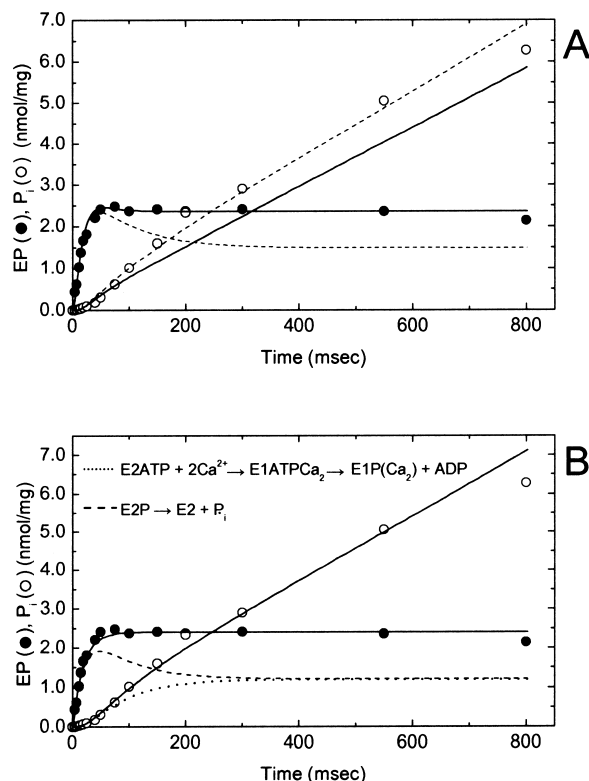 A
EP (●), Pi (○) (nmol/mg)
7.0
6.0
5.0
4.0
3.0
2.0
1.0
0.0
0 200 400 600 800
Time (msec)
B
EP (●), Pi (○) (nmol/mg)
7.0
6.0
5.0
4.0
3.0
2.0
1.0
0.0
E2ATP + 2Ca²⁺ → E1ATPCa₂ → E1P(Ca₂) + ADP
E2P → E2 + Pi
0 200 400 600 800
Time (msec)